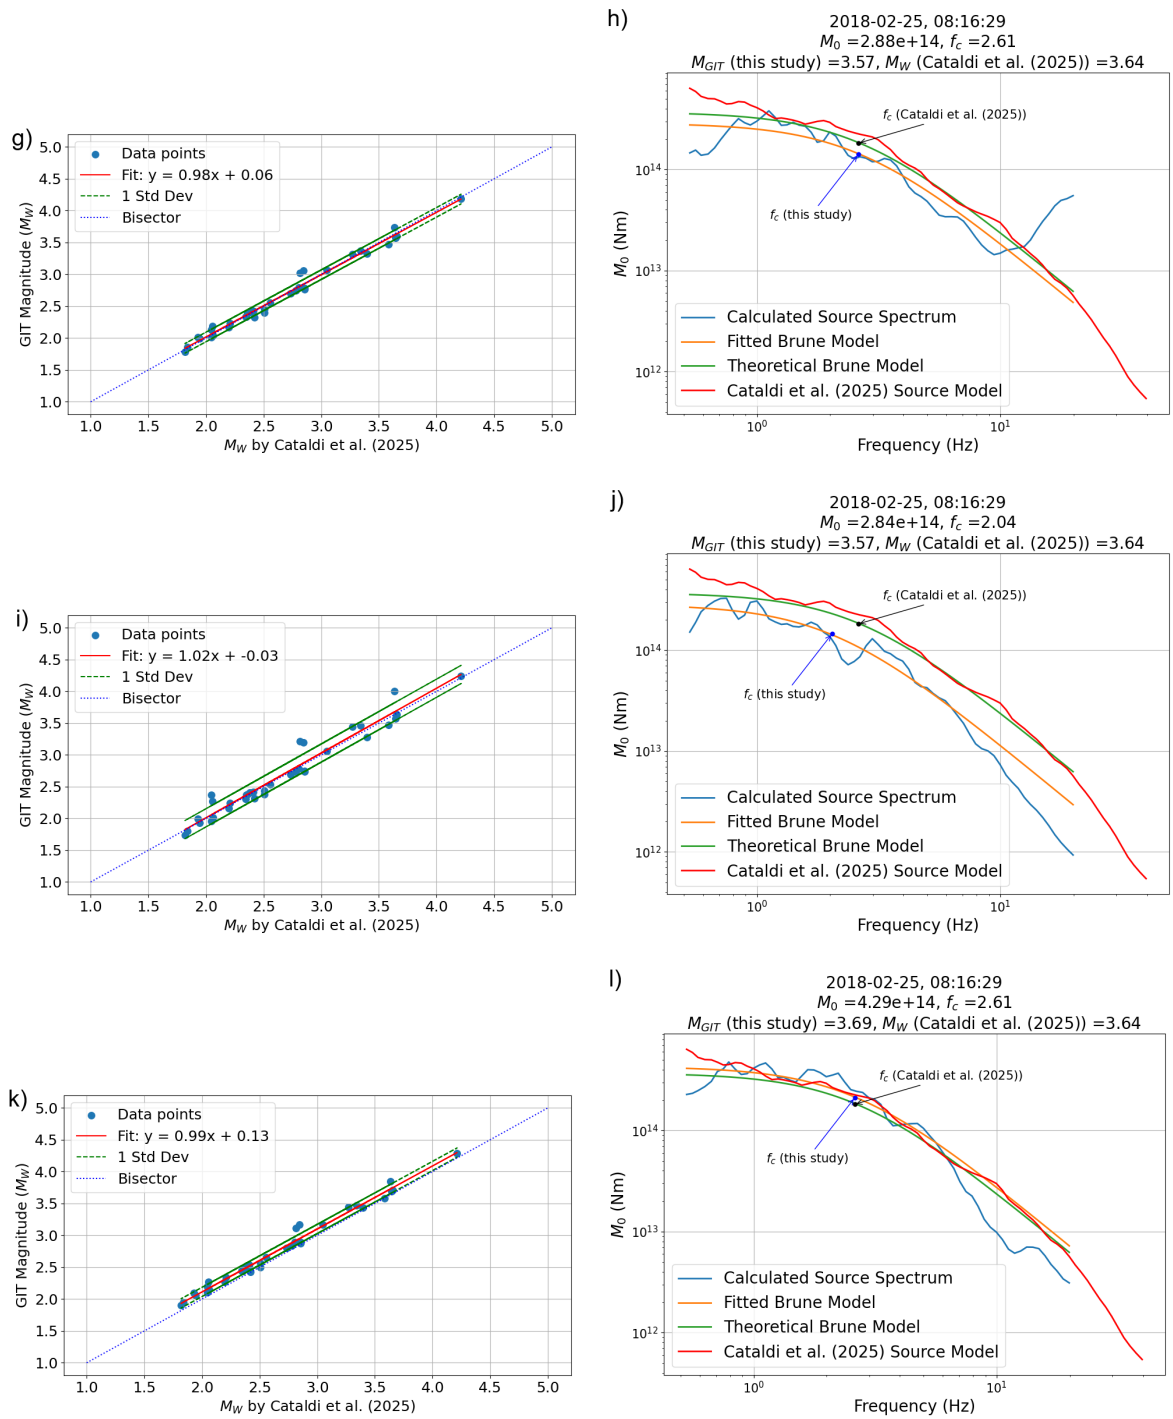 g)
Data points
Fit: y = 0.98x + 0.06
1 Std Dev
Bisector
5.0
4.5
4.0
3.5
3.0
2.5
2.0
1.5
1.0
GIT Magnitude (M_W)
1.0 1.5 2.0 2.5 3.0 3.5 4.0 4.5 5.0
M_W by Cataldi et al. (2025)
h)
2018-02-25, 08:16:29
M_0 =2.88e+14, f_c =2.61
M_GIT (this study) =3.57, M_W (Cataldi et al. (2025)) =3.64
f_c (Cataldi et al. (2025))
f_c (this study)
10^14
10^13
10^12
M_0 (Nm)
Calculated Source Spectrum
Fitted Brune Model
Theoretical Brune Model
Cataldi et al. (2025) Source Model
10^0 10^1
Frequency (Hz)
i)
Data points
Fit: y = 1.02x + -0.03
1 Std Dev
Bisector
5.0
4.5
4.0
3.5
3.0
2.5
2.0
1.5
1.0
GIT Magnitude (M_W)
1.0 1.5 2.0 2.5 3.0 3.5 4.0 4.5 5.0
M_W by Cataldi et al. (2025)
j)
2018-02-25, 08:16:29
M_0 =2.84e+14, f_c =2.04
M_GIT (this study) =3.57, M_W (Cataldi et al. (2025)) =3.64
f_c (Cataldi et al. (2025))
f_c (this study)
10^14
10^13
10^12
M_0 (Nm)
Calculated Source Spectrum
Fitted Brune Model
Theoretical Brune Model
Cataldi et al. (2025) Source Model
10^0 10^1
Frequency (Hz)
k)
Data points
Fit: y = 0.99x + 0.13
1 Std Dev
Bisector
5.0
4.5
4.0
3.5
3.0
2.5
2.0
1.5
1.0
GIT Magnitude (M_W)
1.0 1.5 2.0 2.5 3.0 3.5 4.0 4.5 5.0
M_W by Cataldi et al. (2025)
l)
2018-02-25, 08:16:29
M_0 =4.29e+14, f_c =2.61
M_GIT (this study) =3.69, M_W (Cataldi et al. (2025)) =3.64
f_c (Cataldi et al. (2025))
f_c (this study)
10^14
10^13
10^12
M_0 (Nm)
Calculated Source Spectrum
Fitted Brune Model
Theoretical Brune Model
Cataldi et al. (2025) Source Model
10^0 10^1
Frequency (Hz)